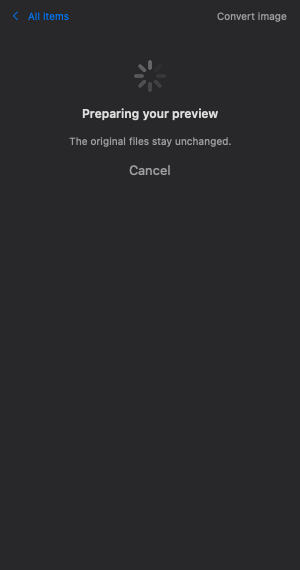 All Items
Convert image
Preparing your preview
The original files stay unchanged.
Cancel